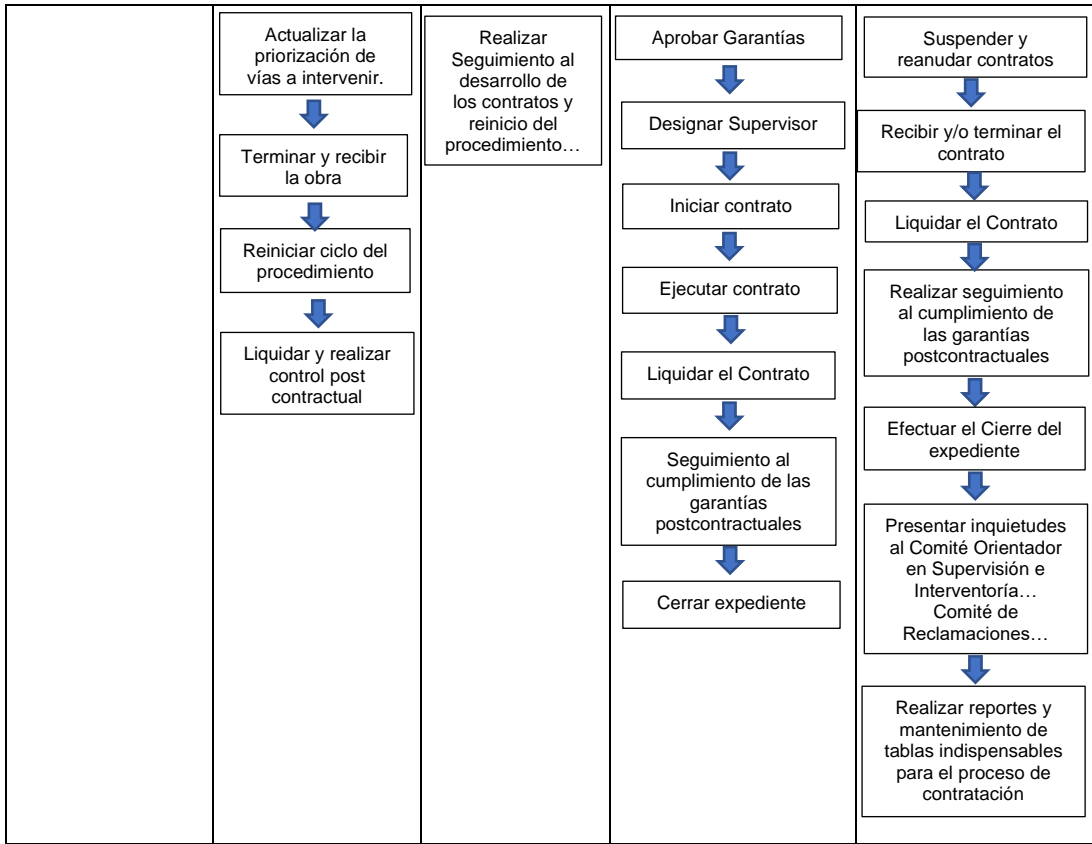 Actualizar la
priorización de
vías a intervenir.
Terminar y recibir
la obra
Reiniciar ciclo del
procedimiento
Liquidar y realizar
control post
contractual
Realizar
Seguimiento al
desarrollo de
los contratos y
reinicio del
procedimiento…
Aprobar Garantías
Designar Supervisor
Iniciar contrato
Ejecutar contrato
Liquidar el Contrato
Seguimiento al
cumplimiento de las
garantías
postcontractuales
Cerrar expediente
Suspender y
reanudar contratos
Recibir y/o terminar el
contrato
Liquidar el Contrato
Realizar seguimiento
al cumplimiento de
las garantías
postcontractuales
Efectuar el Cierre del
expediente
Presentar inquietudes
al Comité Orientador
en Supervisión e
Interventoría…
Comité de
Reclamaciones…
Realizar reportes y
mantenimiento de
tablas indispensables
para el proceso de
contratación